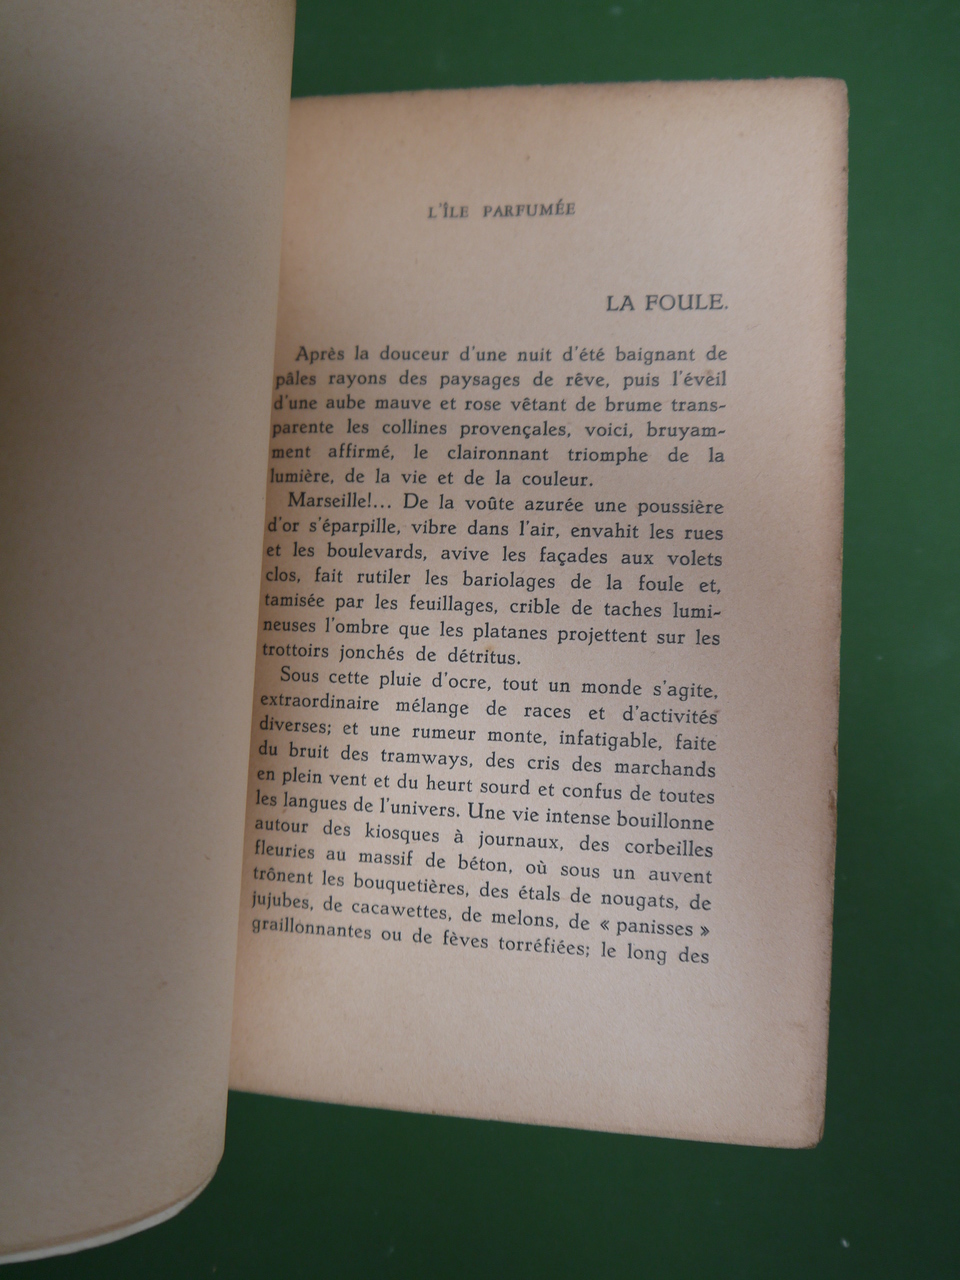 L'ÎLE PARFUMÉE
LA FOULE.
Après la douceur d'une nuit d'été baignant de
pâles rayons des paysages de rêve, puis l'éveil
d'une aube mauve et rose vêtant de brume trans-
parente les collines provençales, voici, bruyam-
ment affirmé, le claironnant triomphe de la
lumière, de la vie et de la couleur.
Marseille!... De la voûte azurée une poussière
d'or s'éparpille, vibre dans l'air, envahit les rues
et les boulevards, avive les façades aux volets
clos, fait rutiler les bariolages de la foule et,
tamisée par les feuillages, crible de taches lumi-
neuses l'ombre que les platanes projettent sur les
trottoirs jonchés de détritus.
Sous cette pluie d'ocre, tout un monde s'agite,
extraordinaire mélange de races et d'activités
diverses; et une rumeur monte, infatigable, faite
du bruit des tramways, des cris des marchands
en plein vent et du heurt sourd et confus de toutes
les langues de l'univers. Une vie intense bouillonne
autour des kiosques à journaux, des corbeilles
fleuries au massif de béton, où sous un auvent
trônent les bouquetières, des étals de nougats, de
jujubes, de cacawettes, de melons, de « panisses »
graillonnantes ou de fèves torréfiées; le long des